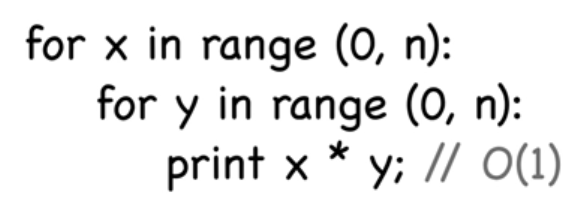 for x in range (0, n):
for y in range (0, n):
print x * y; // O(1)